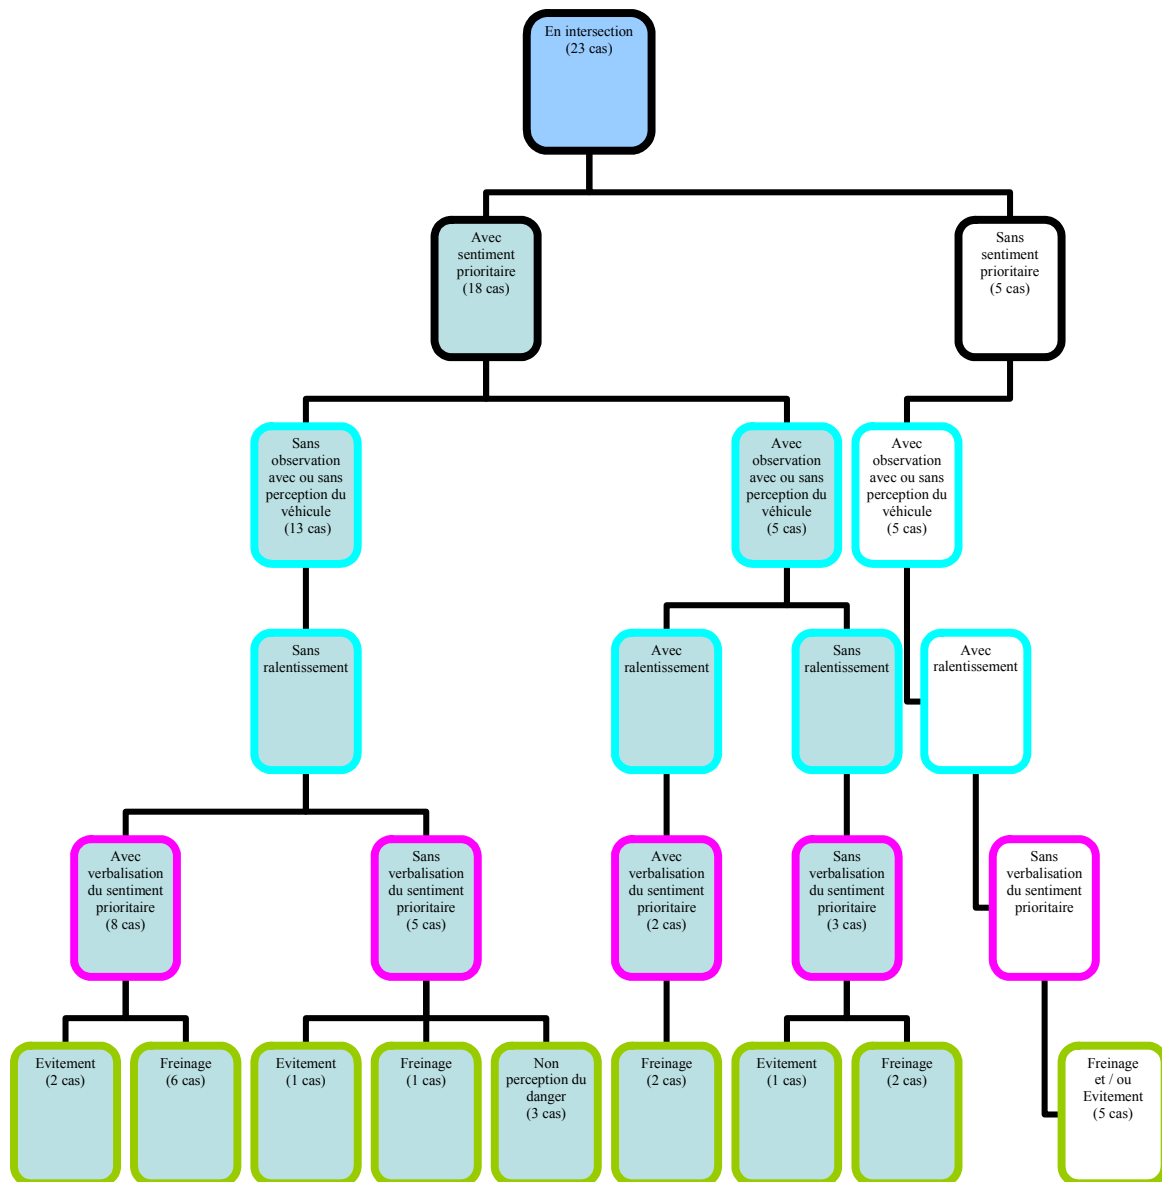 En intersection
(23 cas)
Avec
sentiment
prioritaire
(18 cas)
Sans
sentiment
prioritaire
(5 cas)
Sans
observation
avec ou sans
perception du
véhicule
(13 cas)
Avec
observation
avec ou sans
perception du
véhicule
(5 cas)
Avec
observation
avec ou sans
perception du
véhicule
(5 cas)
Sans
ralentissement
Avec
ralentissement
Sans
ralentissement
Avec
ralentissement
Avec
verbalisation
du sentiment
prioritaire
(8 cas)
Sans
verbalisation
du sentiment
prioritaire
(5 cas)
Avec
verbalisation
du sentiment
prioritaire
(2 cas)
Sans
verbalisation
du sentiment
prioritaire
(3 cas)
Sans
verbalisation
du sentiment
prioritaire
Evitement
(2 cas)
Freinage
(6 cas)
Evitement
(1 cas)
Freinage
(1 cas)
Non
perception du
danger
(3 cas)
Freinage
(2 cas)
Evitement
(1 cas)
Freinage
(2 cas)
Freinage
et / ou
Evitement
(5 cas)